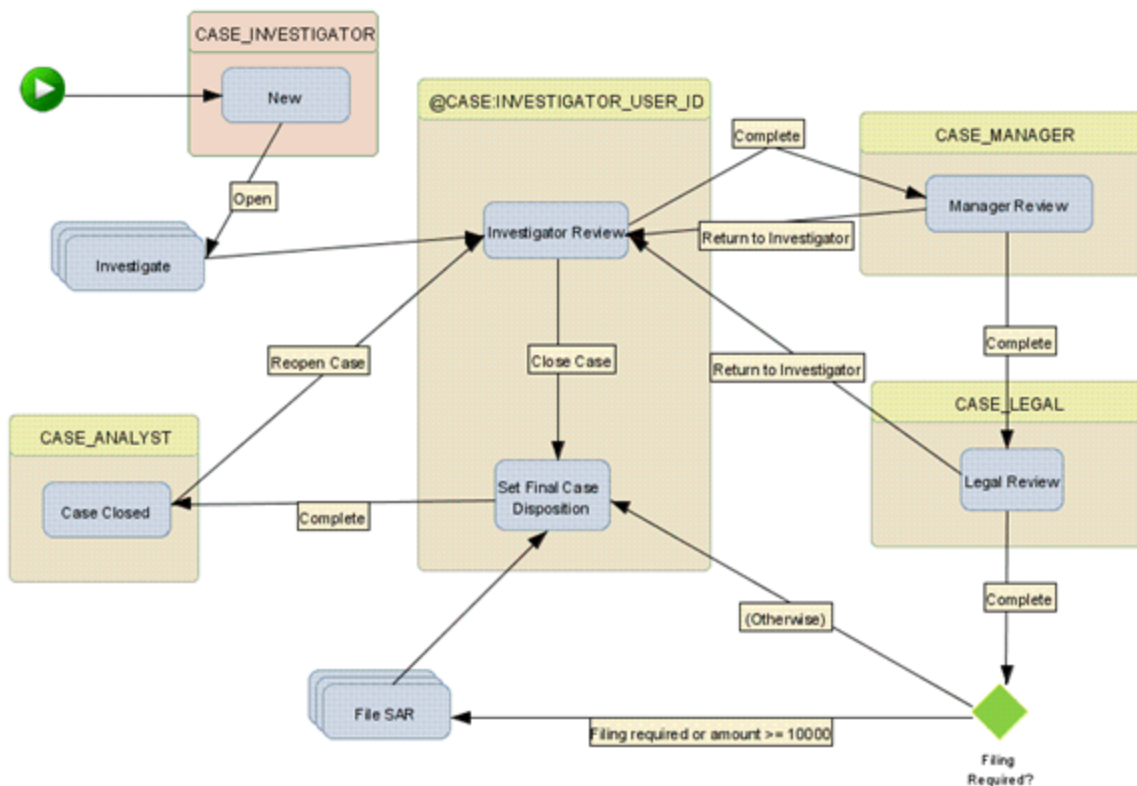 CASE_INVESTIGATOR
New
Open
Investigate
@CASE:INVESTIGATOR_USER_ID
Investigator Review
Complete
CASE_MANAGER
Manager Review
Return to Investigator
Complete
Reopen Case
Close Case
Return to Investigator
CASE_LEGAL
Legal Review
CASE_ANALYST
Case Closed
Complete
Set Final Case
Disposition
Complete
(Otherwise)
File SAR
Filing required or amount >= 10000
Filing
Required?